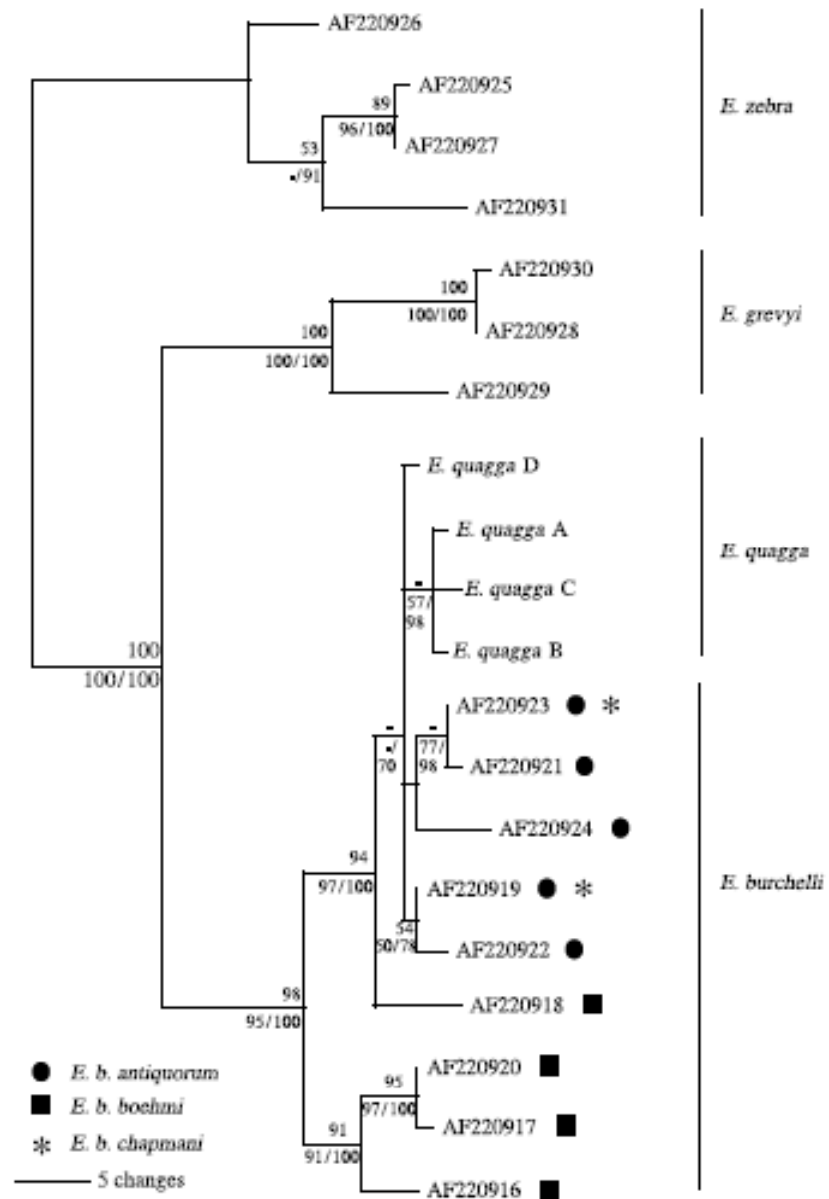 AF220926
AF220925
89
96/100
AF220927
E. zebra
53
-/91
AF220931
AF220930
100
100/100
AF220928
E. grevyi
100
100/100
AF220929
E. quagga D
E. quagga A
E. quagga
-
57/
98
E. quagga C
E. quagga B
100
100/100
AF220923 ● *
-
-/
70
-
77/
98
AF220921 ●
AF220924 ●
94
97/100
AF220919 ● *
E. burchelli
54
50/78
AF220922 ●
98
95/100
AF220918 ■
AF220920 ■
95
97/100
AF220917 ■
91
91/100
AF220916 ■
● E. b. antiquorum
■ E. b. boehmi
* E. b. chapmani
5 changes